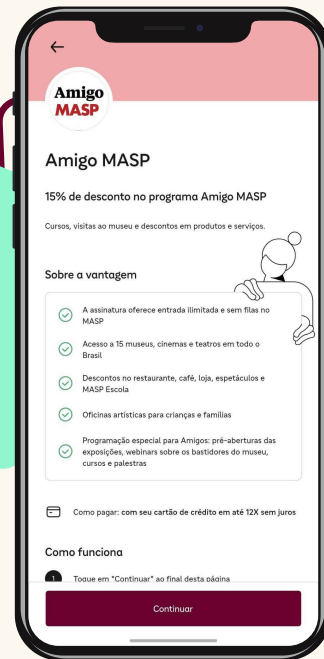 Amigo
MASP
Amigo MASP
15% de desconto no programa Amigo MASP
Cursos, visitas ao museu e descontos em produtos e serviços.
Sobre a vantagem
A assinatura oferece entrada ilimitada e sem filas no
MASP
Acesso a 15 museus, cinemas e teatros em todo o
Brasil
Descontos no restaurante, café, loja, espetáculos e
MASP Escola
Oficinas artísticas para crianças e famílias
Programação especial para Amigos: pré-aberturas das
exposições, webinars sobre os bastidores do museu,
cursos e palestras
Como pagar: com seu cartão de crédito em até 12X sem juros
Como funciona
1 Toque em "Continuar" ao final desta página
Continuar